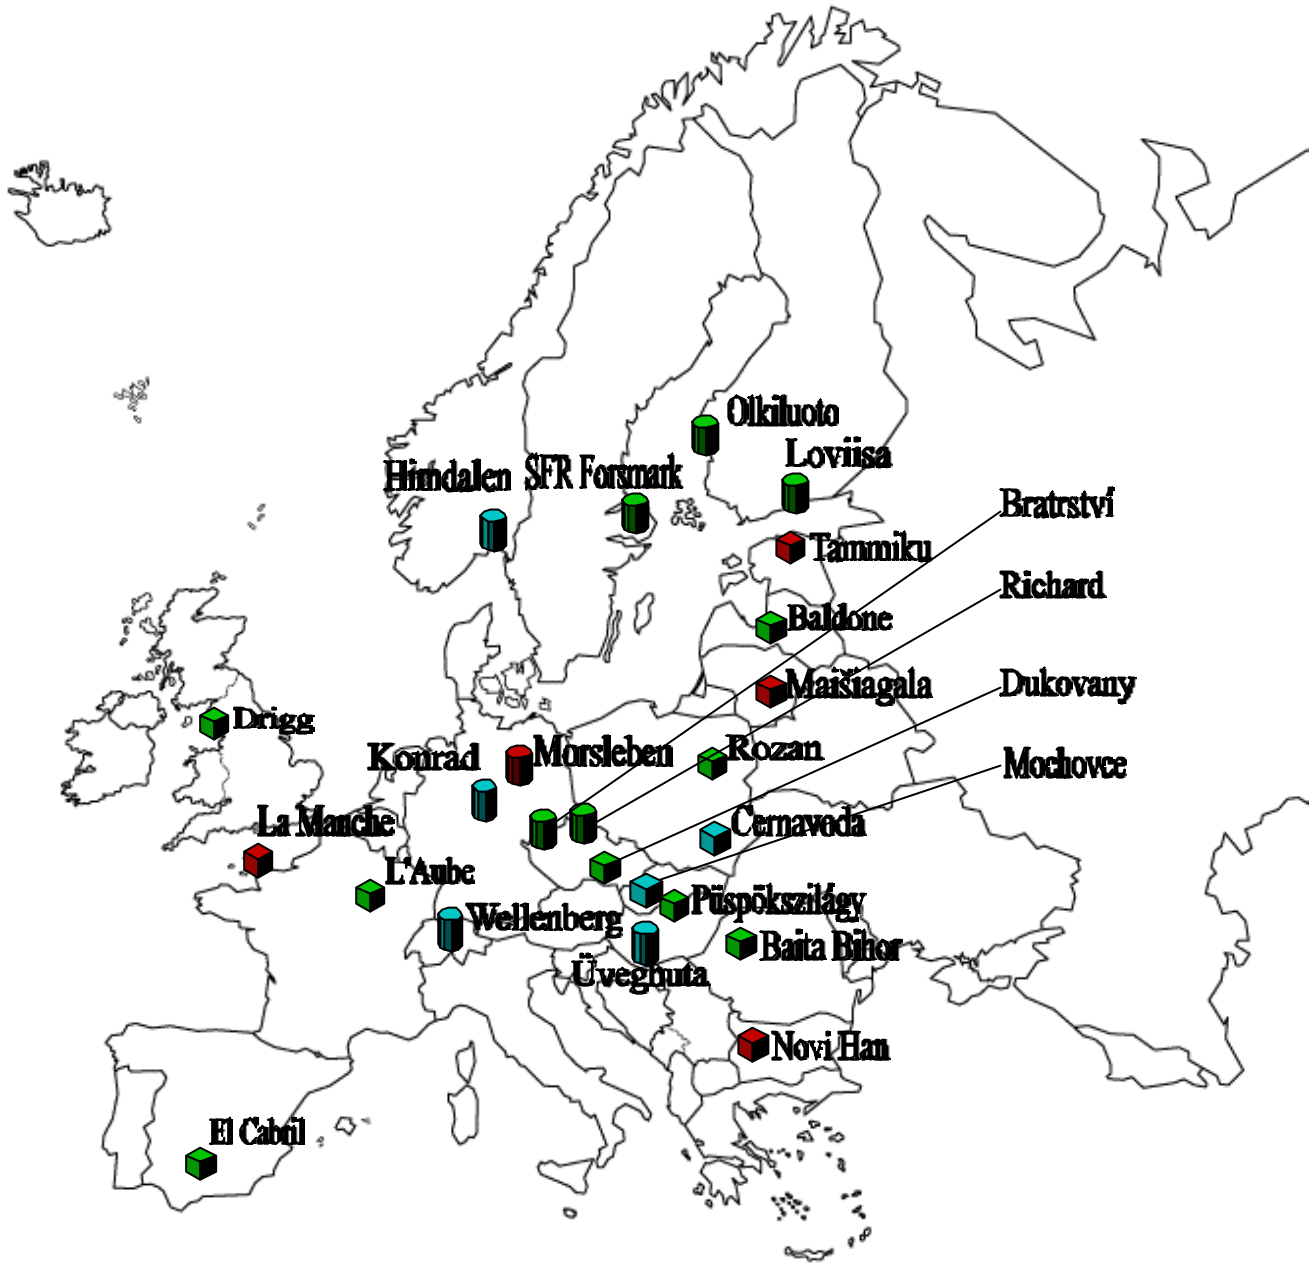 Olkiluoto
Loviisa
Himdalen
SFR Forsmark
Bratrství
Tammiku
Richard
Baldone
Maišiagala
Dukovany
Drigg
Konrad
Morsleben
Rozan
Mochovce
La Manche
Cernavoda
L'Aube
Püspökszilágy
Wellenberg
Baita Bihor
Üveghuta
Novi Han
El Cabril